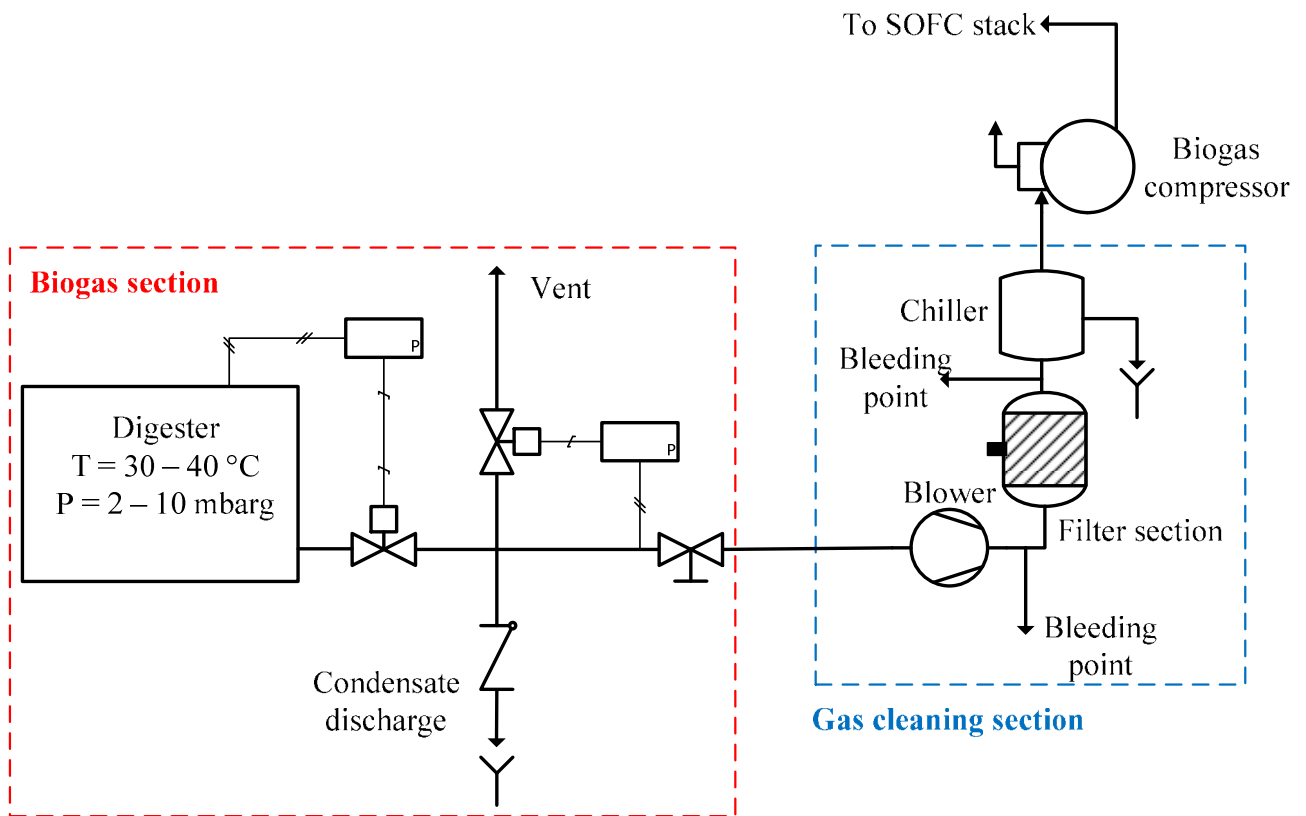 To SOFC stack
Biogas
compressor
Biogas section
Vent
P
Digester
T = 30 – 40 °C
P = 2 – 10 mbarg
P
Condensate
discharge
Chiller
Bleeding
point
Blower
Filter section
Bleeding
point
Gas cleaning section